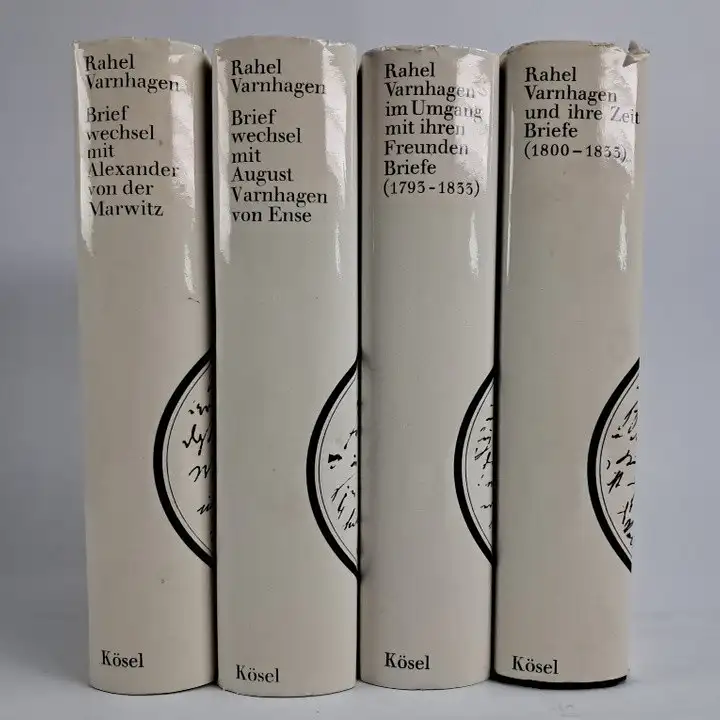 Rahel
Varnhagen
Brief
wechsel
mit
Alexander
von der
Marwitz
Kösel
Rahel
Varnhagen
Brief
wechsel
mit
August
Varnhagen
von Ense
Kösel
Rahel
Varnhagen
im Umgang
mit ihren
Freunden
Briefe
(1793-1833)
Kösel
Rahel
Varnhagen
und ihre Zeit
Briefe
(1800-1833)
Kösel